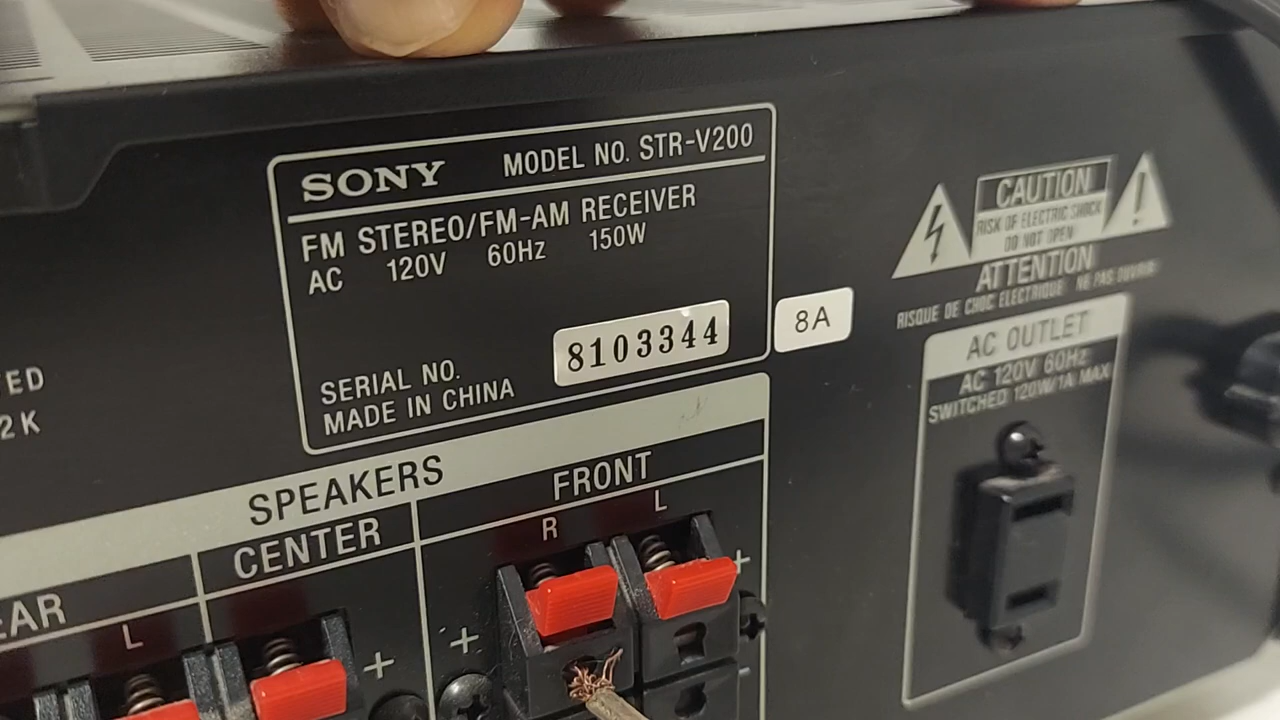 SONY MODEL NO. STR-V200
FM STEREO/FM-AM RECEIVER
AC 120V 60Hz 150W
8103344
8A
SERIAL NO.
MADE IN CHINA
CAUTION
RISK OF ELECTRIC SHOCK
DO NOT OPEN
ATTENTION
RISQUE DE CHOC ELECTRIQUE NE PAS OUVRIR
AC OUTLET
AC 120V 60Hz
SWITCHED 120W/1A MAX
ED
2K
SPEAKERS
CENTER
FRONT
R L
EAR
L
+
+
+
-